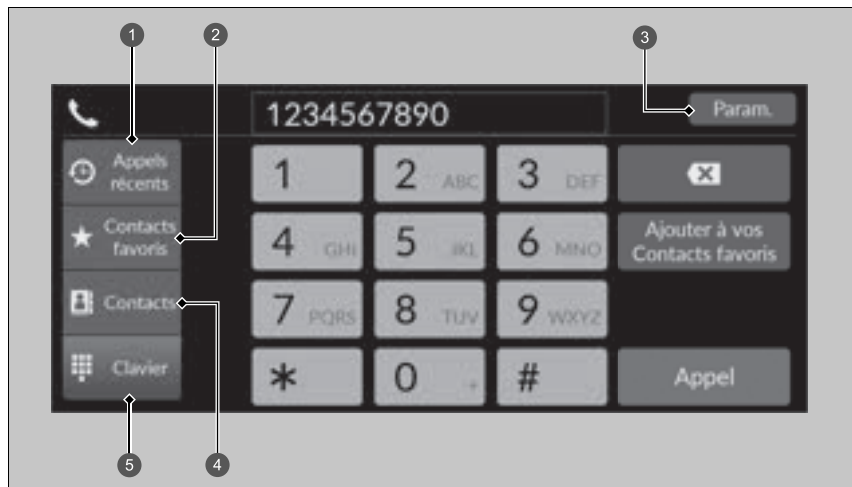 1
2
3
1234567890
Param.
Appels
récents
Contacts
favoris
Contacts
Clavier
1
2 ABC
3 DEF
4 GHI
5 JKL
6 MNO
7 PQRS
8 TUV
9 WXYZ
*
0 +
#
Ajouter à vos
Contacts favoris
Appel
5
4